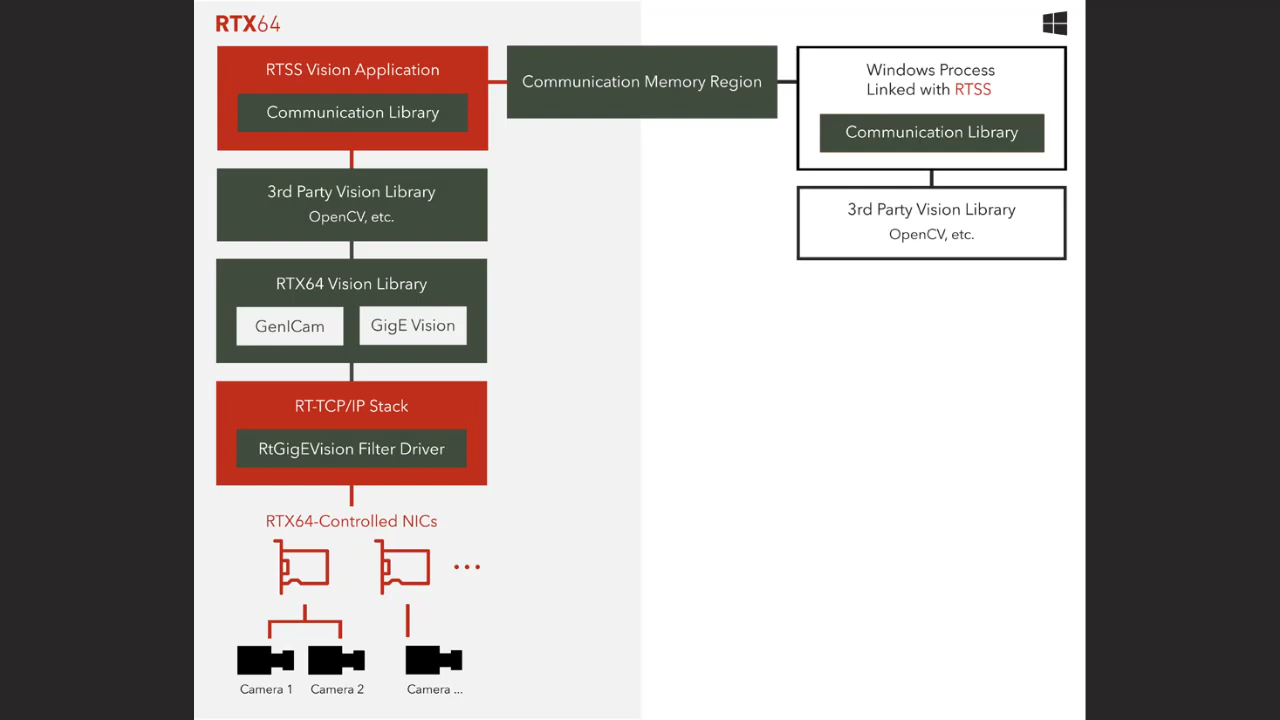 RTX64
RTSS Vision Application
Communication Library
Communication Memory Region
Windows Process
Linked with RTSS
Communication Library
3rd Party Vision Library
OpenCV, etc.
3rd Party Vision Library
OpenCV, etc.
RTX64 Vision Library
GenICam
GigE Vision
RT-TCP/IP Stack
RtGigEVision Filter Driver
RTX64-Controlled NICs
...
Camera 1
Camera 2
Camera ...